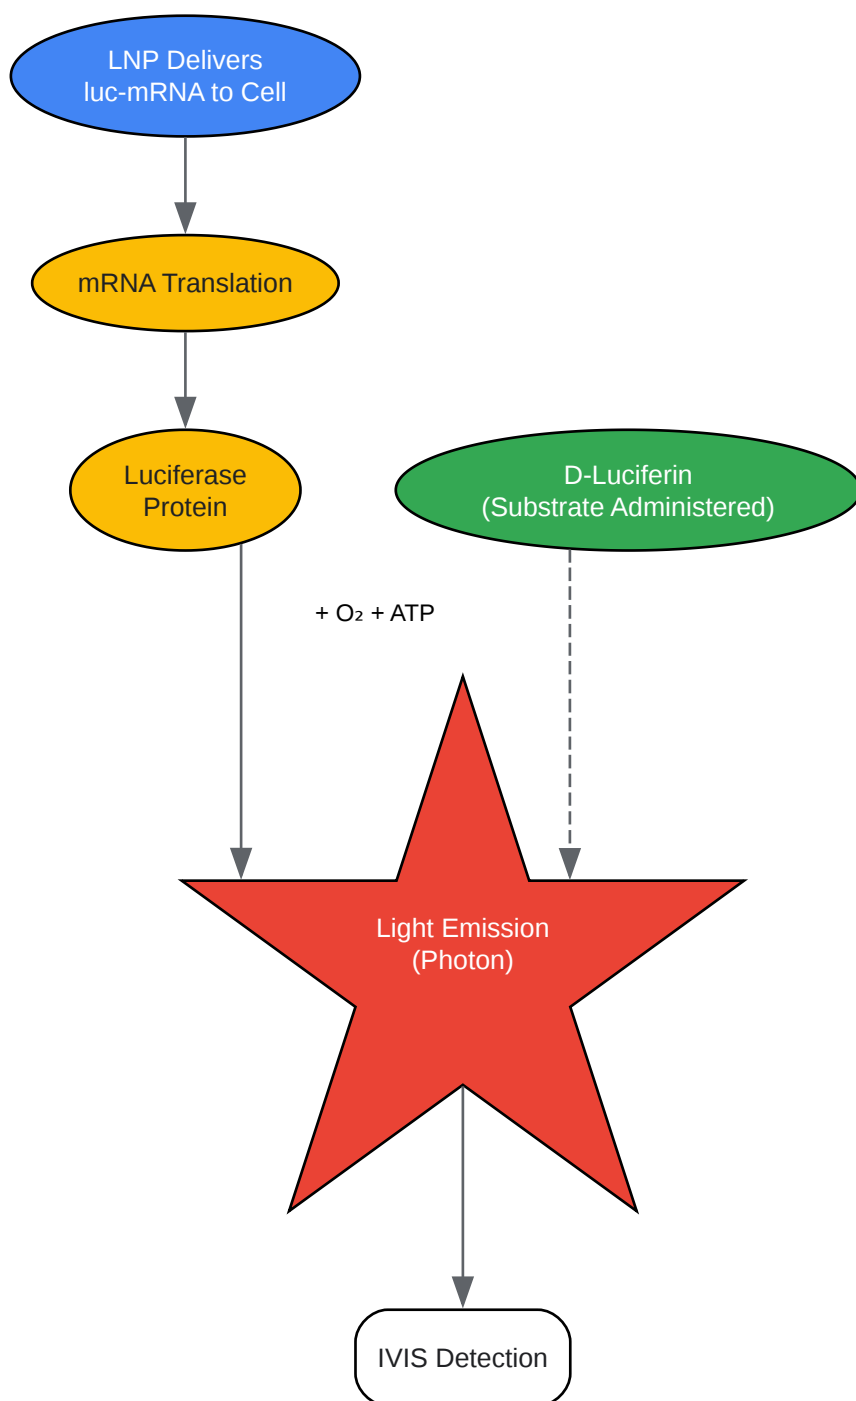 LNP Delivers
luc-mRNA to Cell
mRNA Translation
Luciferase
Protein
D-Luciferin
(Substrate Administered)
+ O₂ + ATP
Light Emission
(Photon)
IVIS Detection